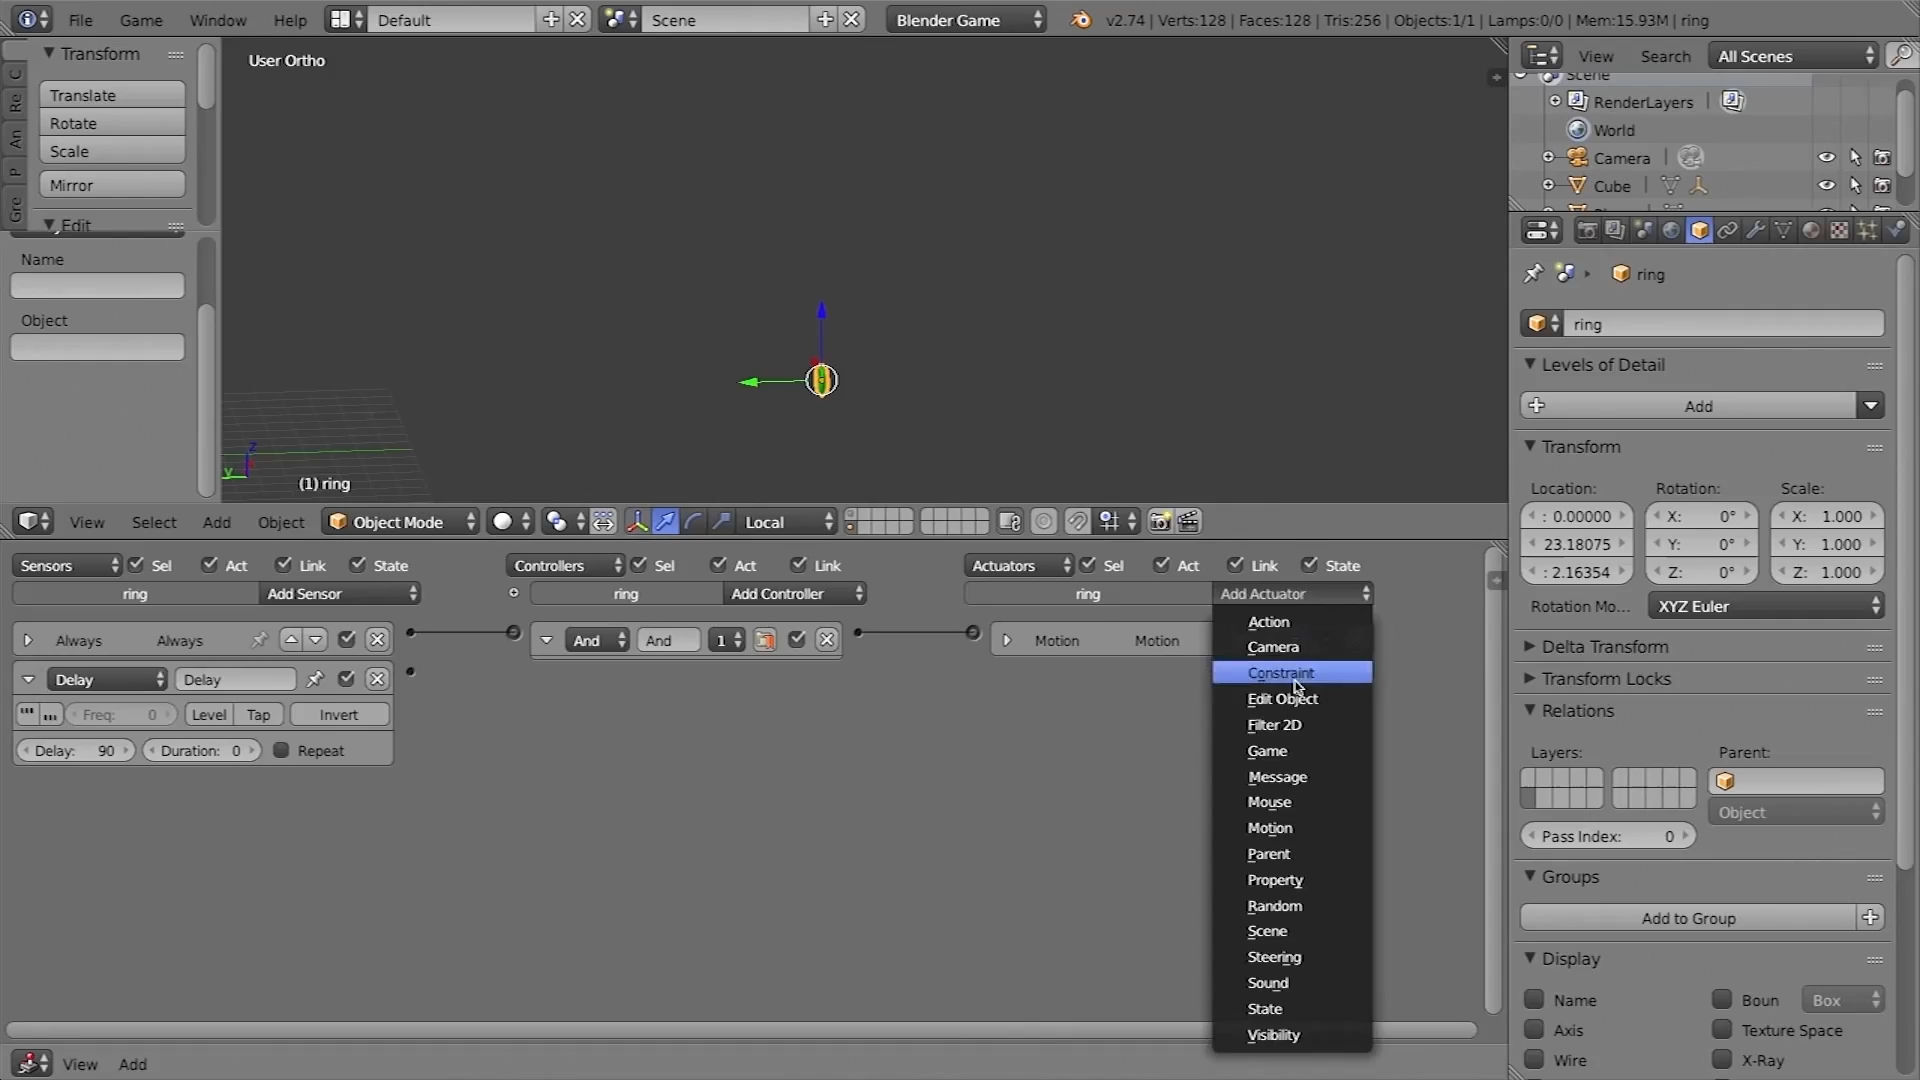 File Game Window Help Default Scene Blender Game v2.74 | Verts:128 | Faces:128 | Tris:256 | Objects:1/1 | Lamps:0/0 | Mem:15.93M | ring
Transform
Translate
Rotate
Scale
Mirror
Edit
C
Re
An
P
Gre
Name
Object
User Ortho
z
y
(1) ring
View Select Add Object Object Mode Local
Sensors Sel Act Link State
ring Add Sensor
Always Always
Delay Delay
Freq: 0 Level Tap Invert
Delay: 90 Duration: 0 Repeat
Controllers Sel Act Link
ring Add Controller
And And 1
Actuators Sel Act Link State
ring Add Actuator
Motion Motion
Action
Camera
Constraint
Edit Object
Filter 2D
Game
Message
Mouse
Motion
Parent
Property
Random
Scene
Steering
Sound
State
Visibility
View Add
View Search All Scenes
Scene
RenderLayers
World
Camera
Cube
ring
ring
Levels of Detail
Add
Transform
Location: Rotation: Scale:
: 0.00000 X: 0° X: 1.000
23.18075 Y: 0° Y: 1.000
: 2.16354 Z: 0° Z: 1.000
Rotation Mo... XYZ Euler
Delta Transform
Transform Locks
Relations
Layers: Parent:
Object
Pass Index: 0
Groups
Add to Group
Display
Name Boun Box
Axis Texture Space
Wire X-Ray